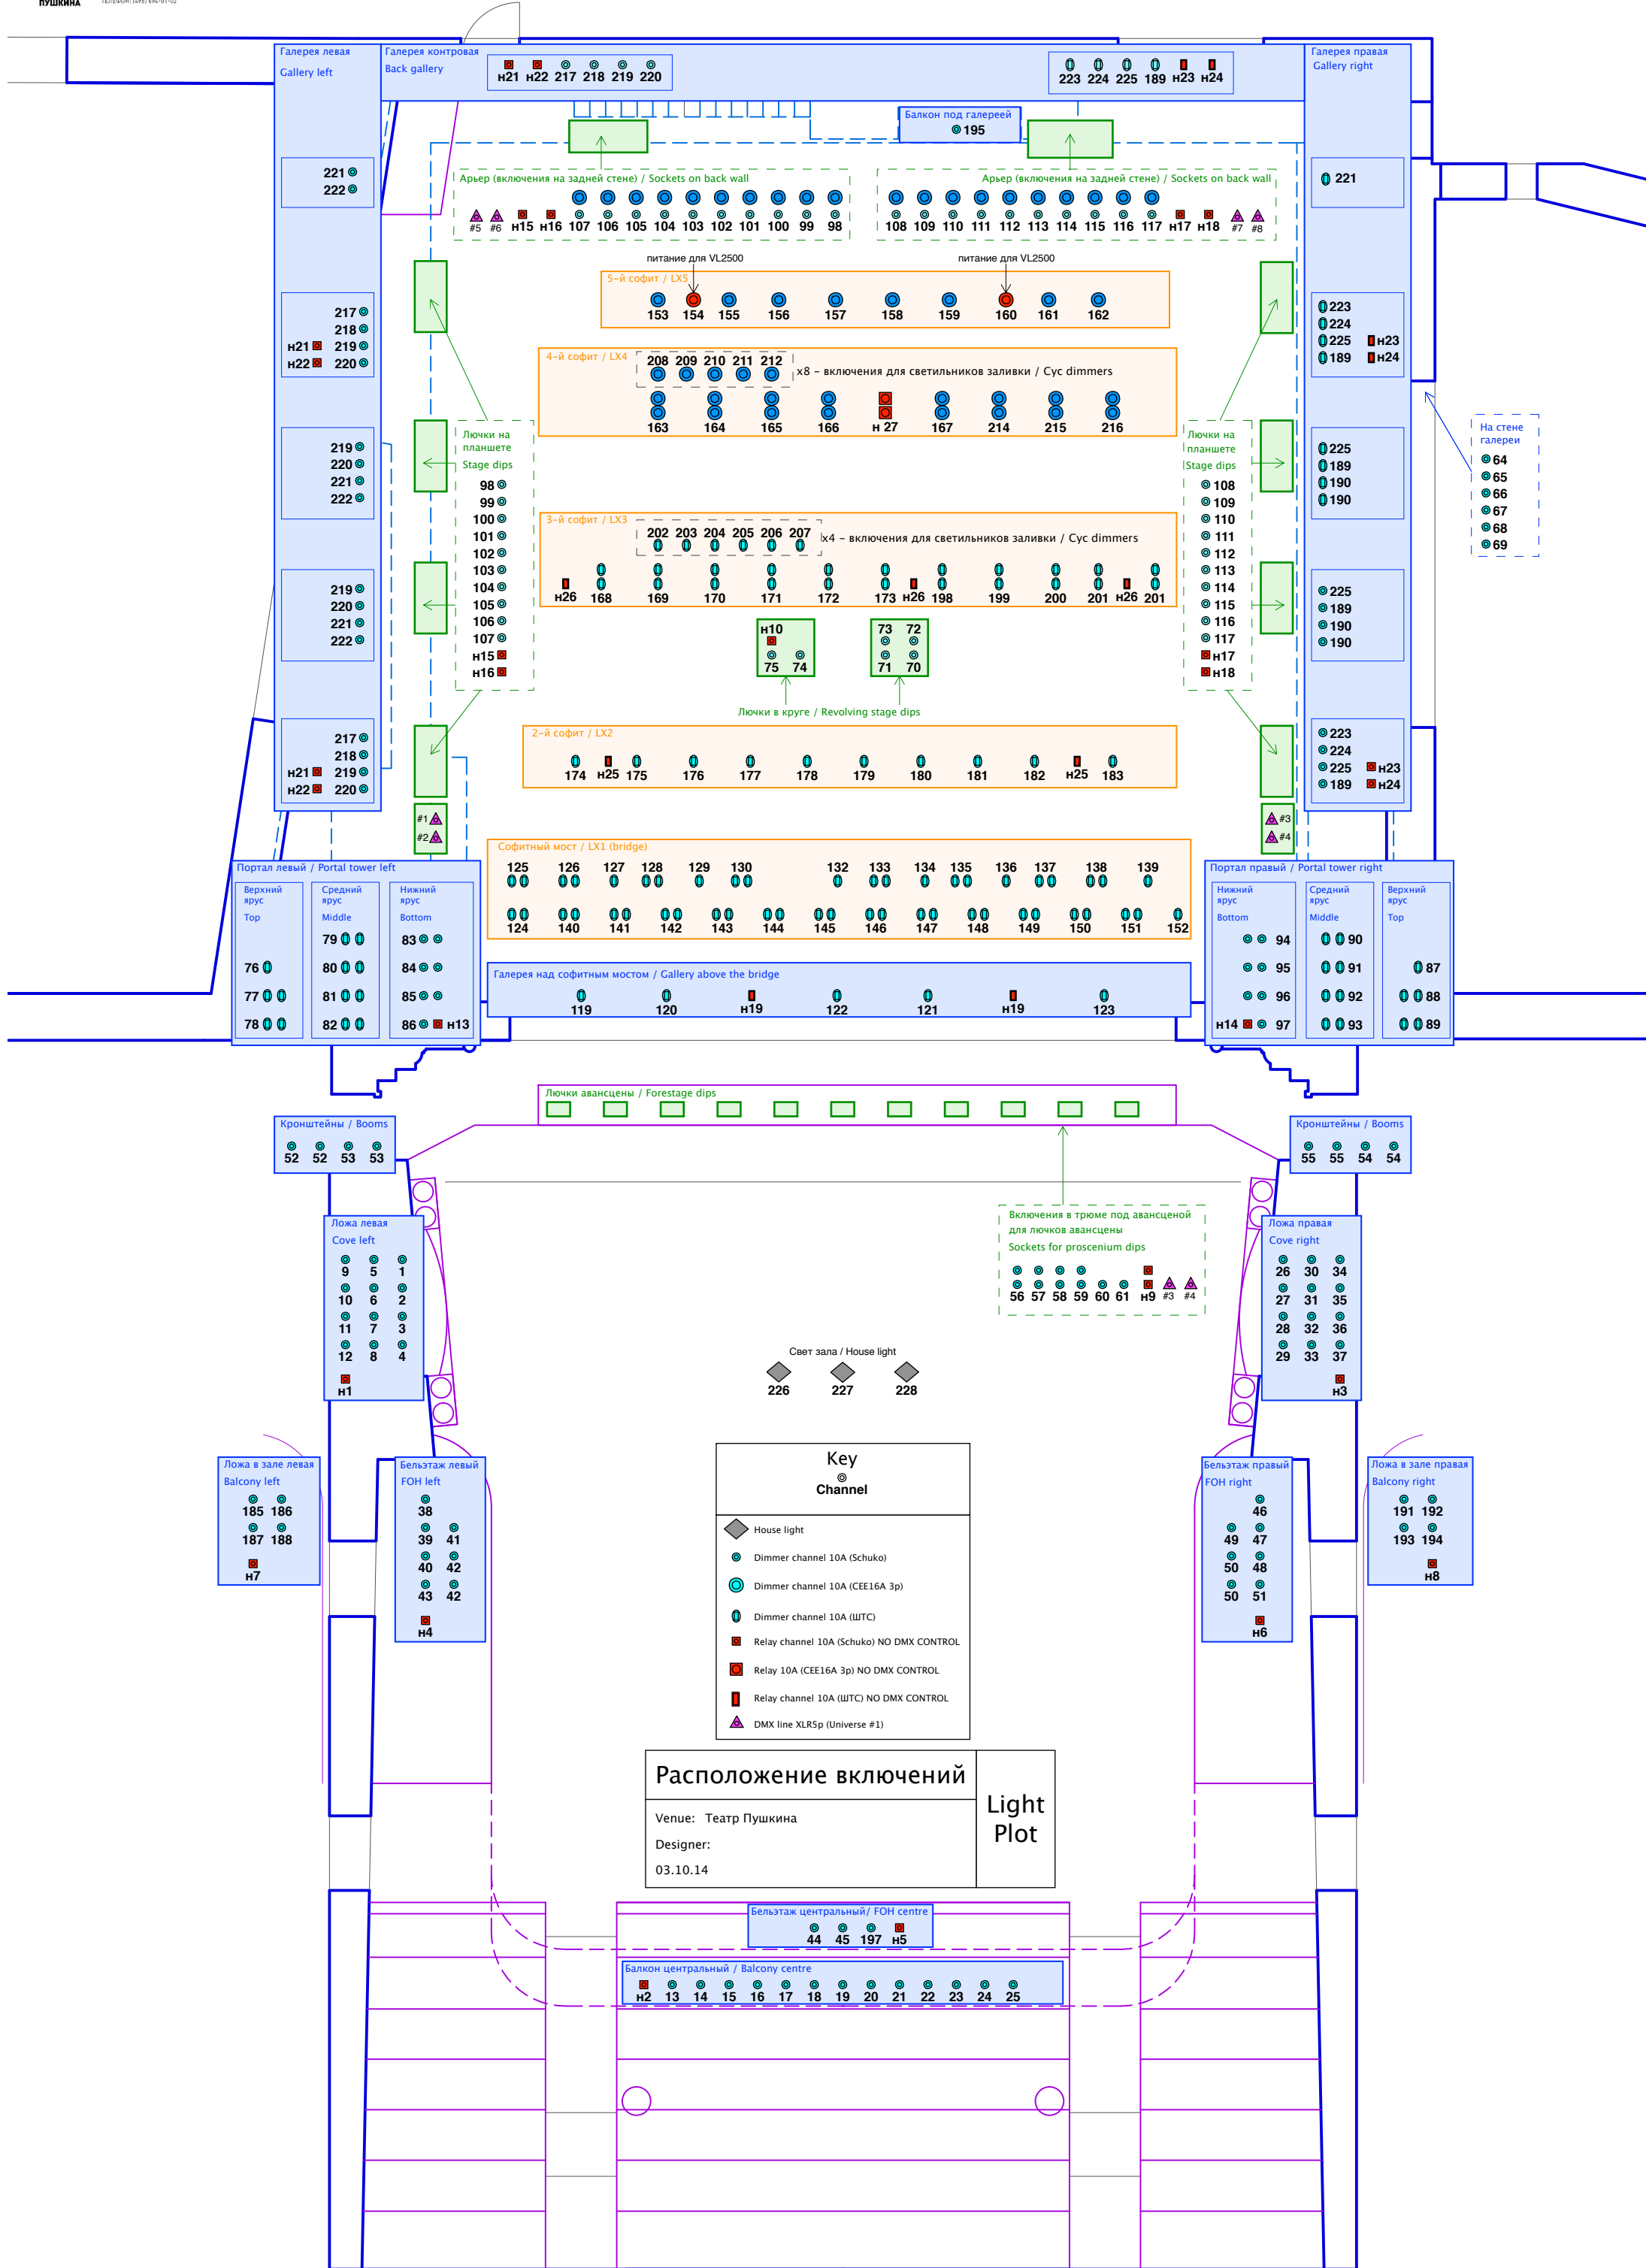 ПУШКИНА
Галерея левая
Gallery left
Галерея контровая
Back gallery
н21 н22 217 218 219 220
223 224 225 189 н23 н24
Галерея правая
Gallery right
Балкон под галереей
195
221
222
221
Арьер (включения на задней стене) / Sockets on back wall
#5 #6 н15 н16 107 106 105 104 103 102 101 100 99 98
Арьер (включения на задней стене) / Sockets on back wall
108 109 110 111 112 113 114 115 116 117 н17 н18 #7 #8
питание для VL2500
питание для VL2500
5-й софит / LX5
153 154 155 156 157 158 159 160 161 162
217
218
н21 219
н22 220
223
224
225 н23
189 н24
4-й софит / LX4
208 209 210 211 212
x8 - включения для светильников заливки / Cyc dimmers
163 164 165 166 н 27 167 214 215 216
219
220
221
222
Лючки на
планшете
Stage dips
98
99
100
101
102
103
104
105
106
107
н15
н16
Лючки на
планшете
Stage dips
108
109
110
111
112
113
114
115
116
117
н17
н18
225
189
190
190
На стене
галереи
64
65
66
67
68
69
3-й софит / LX3
202 203 204 205 206 207
x4 - включения для светильников заливки / Cyc dimmers
н26 168 169 170 171 172 173 н26 198 199 200 201 н26 201
219
220
221
222
225
189
190
190
н10
75 74
73 72
71 70
Лючки в круге / Revolving stage dips
2-й софит / LX2
174 н25 175 176 177 178 179 180 181 182 н25 183
217
218
н21 219
н22 220
223
224
225 н23
189 н24
#1
#2
#3
#4
Софитный мост / LX1 (bridge)
125 126 127 128 129 130 132 133 134 135 136 137 138 139
124 140 141 142 143 144 145 146 147 148 149 150 151 152
Портал левый / Portal tower left
Верхний
ярус
Top
76
77
78
Средний
ярус
Middle
79
80
81
82
Нижний
ярус
Bottom
83
84
85
86 н13
Галерея над софитным мостом / Gallery above the bridge
119 120 н19 122 121 н19 123
Портал правый / Portal tower right
Нижний
ярус
Bottom
94
95
96
н14 97
Средний
ярус
Middle
90
91
92
93
Верхний
ярус
Top
87
88
89
Лючки авансцены / Forestage dips
Кронштейны / Booms
52 52 53 53
Кронштейны / Booms
55 55 54 54
Ложа левая
Cove left
9 5 1
10 6 2
11 7 3
12 8 4
н1
Включения в трюме под авансценой
для лючков авансцены
Sockets for proscenium dips
56 57 58 59 60 61 н9 #3 #4
Ложа правая
Cove right
26 30 34
27 31 35
28 32 36
29 33 37
н3
Свет зала / House light
226 227 228
Ложа в зале левая
Balcony left
185 186
187 188
н7
Бельэтаж левый
FOH left
38
39 41
40 42
43 42
н4
Key
Channel
House light
Dimmer channel 10A (Schuko)
Dimmer channel 10A (CEE16A 3p)
Dimmer channel 10A (ШТС)
Relay channel 10A (Schuko) NO DMX CONTROL
Relay 10A (CEE16A 3p) NO DMX CONTROL
Relay channel 10A (ШТС) NO DMX CONTROL
DMX line XLR5p (Universe #1)
Бельэтаж правый
FOH right
46
49 47
50 48
50 51
н6
Ложа в зале правая
Balcony right
191 192
193 194
н8
Расположение включений
Venue: Театр Пушкина
Designer:
03.10.14
Light
Plot
Бельэтаж центральный/ FOH centre
44 45 197 н5
Балкон центральный / Balcony centre
н2 13 14 15 16 17 18 19 20 21 22 23 24 25